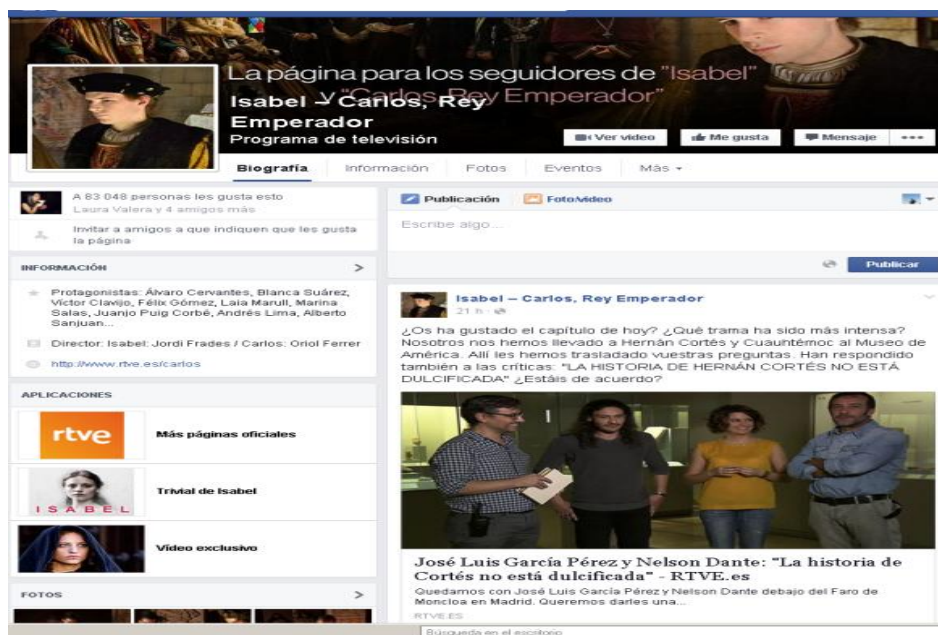 La página para los seguidores de "Isabel"
y "Carlos, Rey Emperador"
Isabel – Carlos, Rey
Emperador
Programa de televisión
Ver vídeo
Me gusta
Mensaje
Biografía
Información
Fotos
Eventos
Más
A 83 048 personas les gusta esto
Laura Valera y 4 amigos más
Invitar a amigos a que indiquen que les gusta
la página
INFORMACIÓN
Protagonistas: Álvaro Cervantes, Blanca Suárez,
Víctor Clavijo, Félix Gómez, Laia Marull, Marina
Salas, Juanjo Puig Corbé, Andrés Lima, Alberto
Sanjuan...
Director: Isabel: Jordi Frades / Carlos: Oriol Ferrer
http://www.rtve.es/carlos
APLICACIONES
rtve
Más páginas oficiales
ISABEL
Trivial de Isabel
Vídeo exclusivo
FOTOS
Publicación
Foto/vídeo
Escribe algo...
Publicar
Isabel – Carlos, Rey Emperador
21 h
¿Os ha gustado el capítulo de hoy? ¿Qué trama ha sido más intensa?
Nosotros nos hemos llevado a Hernán Cortés y Cuauhtémoc al Museo de
América. Allí les hemos trasladado vuestras preguntas. Han respondido
también a las críticas: "LA HISTORIA DE HERNÁN CORTÉS NO ESTÁ
DULCIFICADA" ¿Estáis de acuerdo?
José Luis García Pérez y Nelson Dante: "La historia de
Cortés no está dulcificada" - RTVE.es
Quedamos con José Luis García Pérez y Nelson Dante debajo del Faro de
Moncloa en Madrid. Queremos darles una...
RTVE.ES
Búsqueda en el escritorio